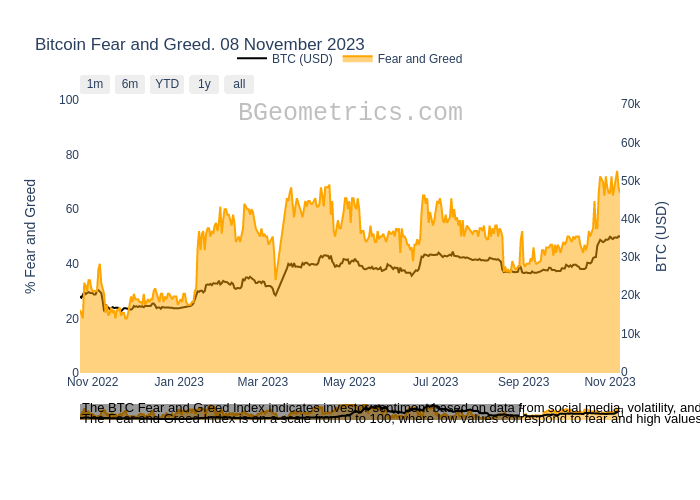 Bitcoin Fear and Greed. 08 November 2023
BTC (USD) Fear and Greed
1m 6m YTD 1y all
BGeometrics.com
100
80
60
40
20
0
% Fear and Greed
70k
60k
50k
40k
30k
20k
10k
0
BTC (USD)
Nov 2022 Jan 2023 Mar 2023 May 2023 Jul 2023 Sep 2023 Nov 2023
The BTC Fear and Greed Index indicates investor sentiment based on data from social media, volatility, and
The Fear and Greed Index is on a scale from 0 to 100, where low values correspond to fear and high values